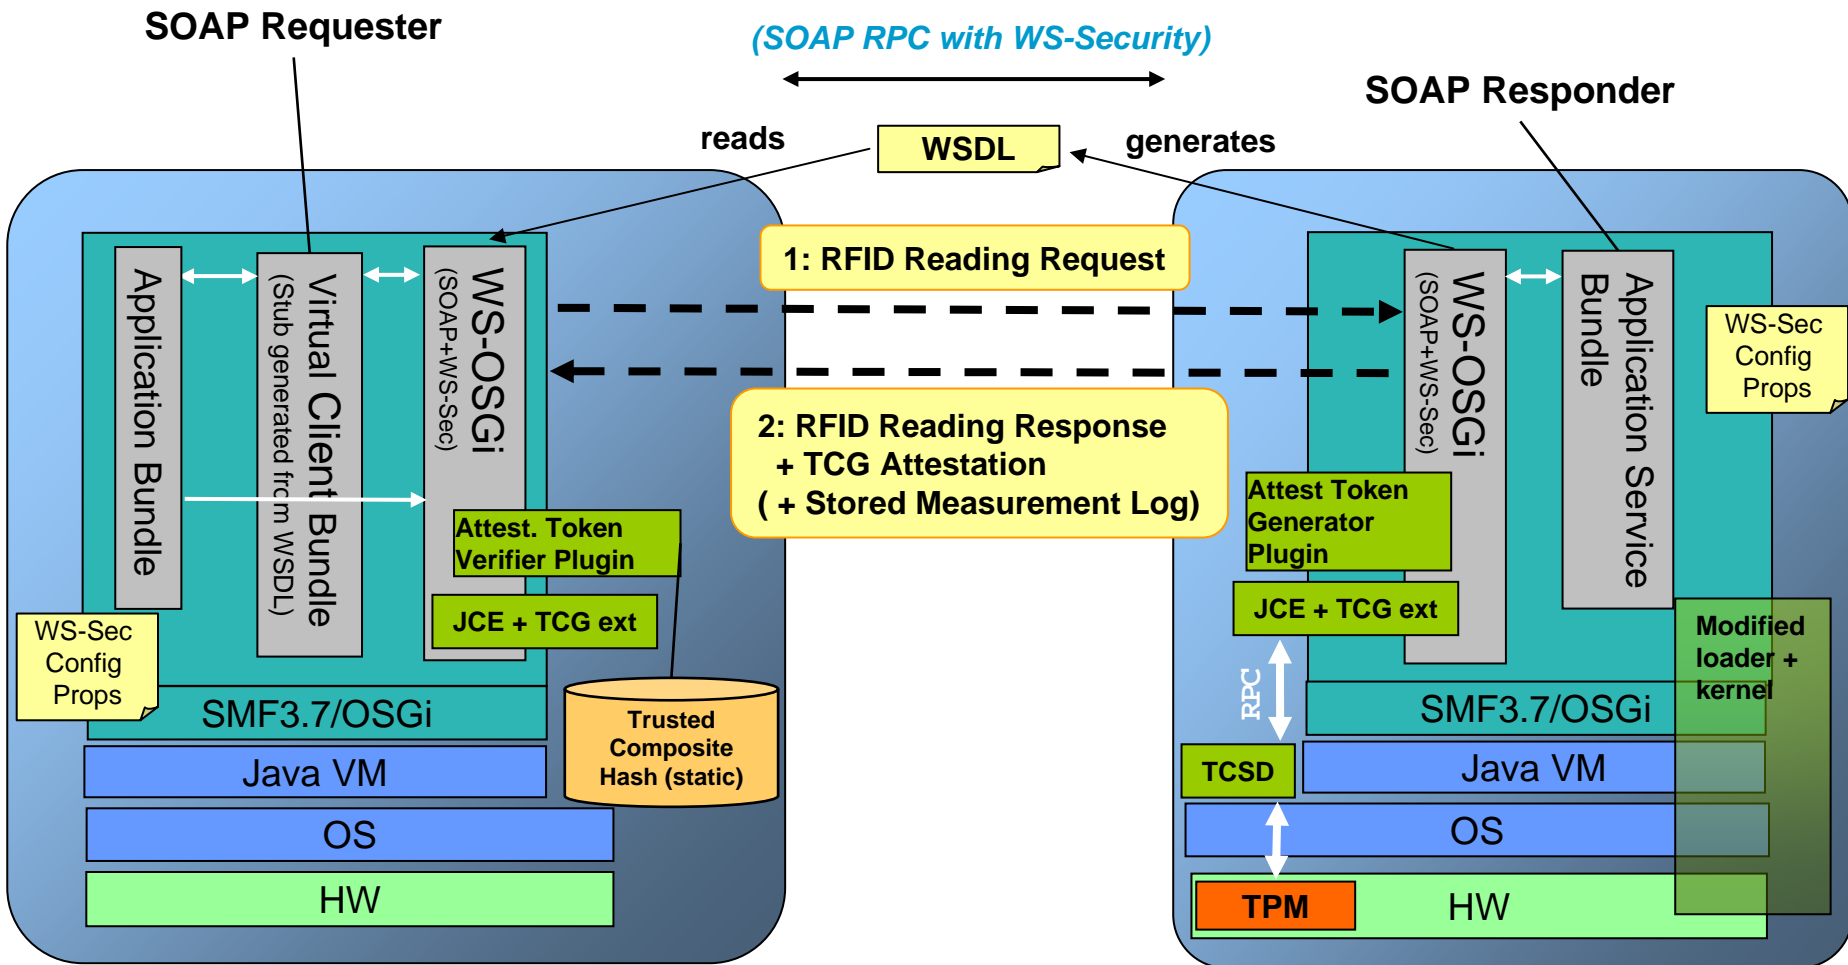 SOAP Requester
(SOAP RPC with WS-Security)
SOAP Responder
reads
WSDL
generates
Application Bundle
Virtual Client Bundle
(Stub generated from WSDL)
WS-OSGi
(SOAP+WS-Sec)
1: RFID Reading Request
2: RFID Reading Response
+ TCG Attestation
( + Stored Measurement Log)
Attest. Token
Verifier Plugin
JCE + TCG ext
WS-Sec
Config
Props
SMF3.7/OSGi
Java VM
OS
HW
Trusted
Composite
Hash (static)
WS-OSGi
(SOAP+WS-Sec)
Application Service
Bundle
WS-Sec
Config
Props
Attest Token
Generator
Plugin
JCE + TCG ext
Modified
loader +
kernel
RPC
SMF3.7/OSGi
TCSD
Java VM
OS
TPM
HW